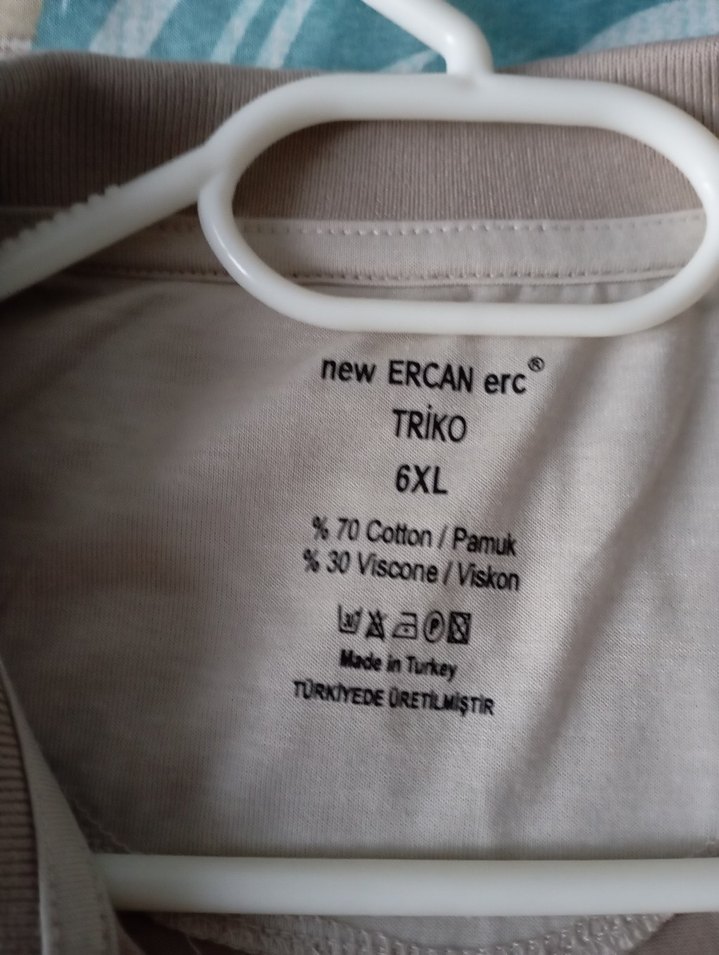 new ERCAN erc®
TRİKO
6XL
% 70 Cotton / Pamuk
% 30 Viscone / Viskon
30 P
Made in Turkey
TÜRKİYEDE ÜRETİLMİŞTİR